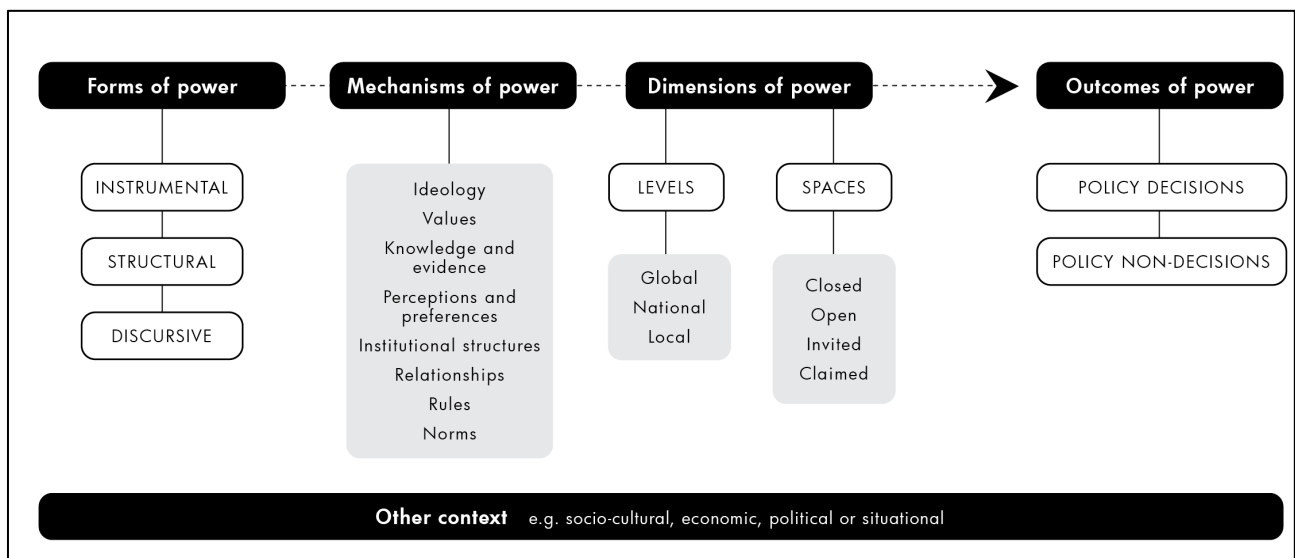 Forms of power
Mechanisms of power
Dimensions of power
Outcomes of power
INSTRUMENTAL
STRUCTURAL
DISCURSIVE
Ideology
Values
Knowledge and
evidence
Perceptions and
preferences
Institutional structures
Relationships
Rules
Norms
LEVELS
Global
National
Local
SPACES
Closed
Open
Invited
Claimed
POLICY DECISIONS
POLICY NON-DECISIONS
Other context e.g. socio-cultural, economic, political or situational